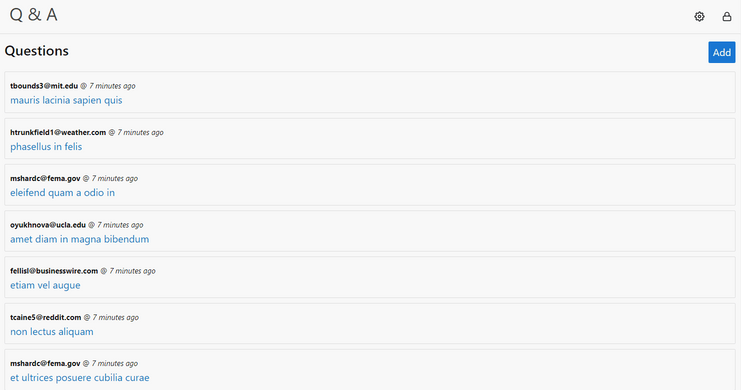 Q & A
Questions
Add
tbounds3@mit.edu @ 7 minutes ago
mauris lacinia sapien quis
htrunkfield1@weather.com @ 7 minutes ago
phasellus in felis
mshardc@fema.gov @ 7 minutes ago
eleifend quam a odio in
oyukhnova@ucla.edu @ 7 minutes ago
amet diam in magna bibendum
fellisl@businesswire.com @ 7 minutes ago
etiam vel augue
tcaine5@reddit.com @ 7 minutes ago
non lectus aliquam
mshardc@fema.gov @ 7 minutes ago
et ultrices posuere cubilia curae